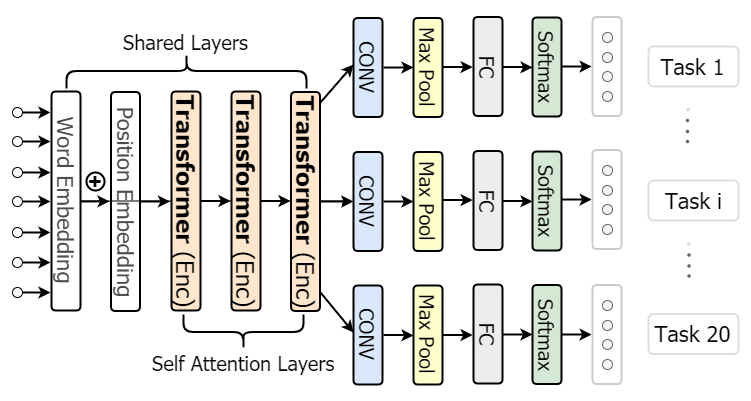 Shared Layers
Word Embedding
Position Embedding
Transformer (Enc)
Transformer (Enc)
Transformer (Enc)
Self Attention Layers
CONV
Max Pool
FC
Softmax
Task 1
CONV
Max Pool
FC
Softmax
Task i
CONV
Max Pool
FC
Softmax
Task 20